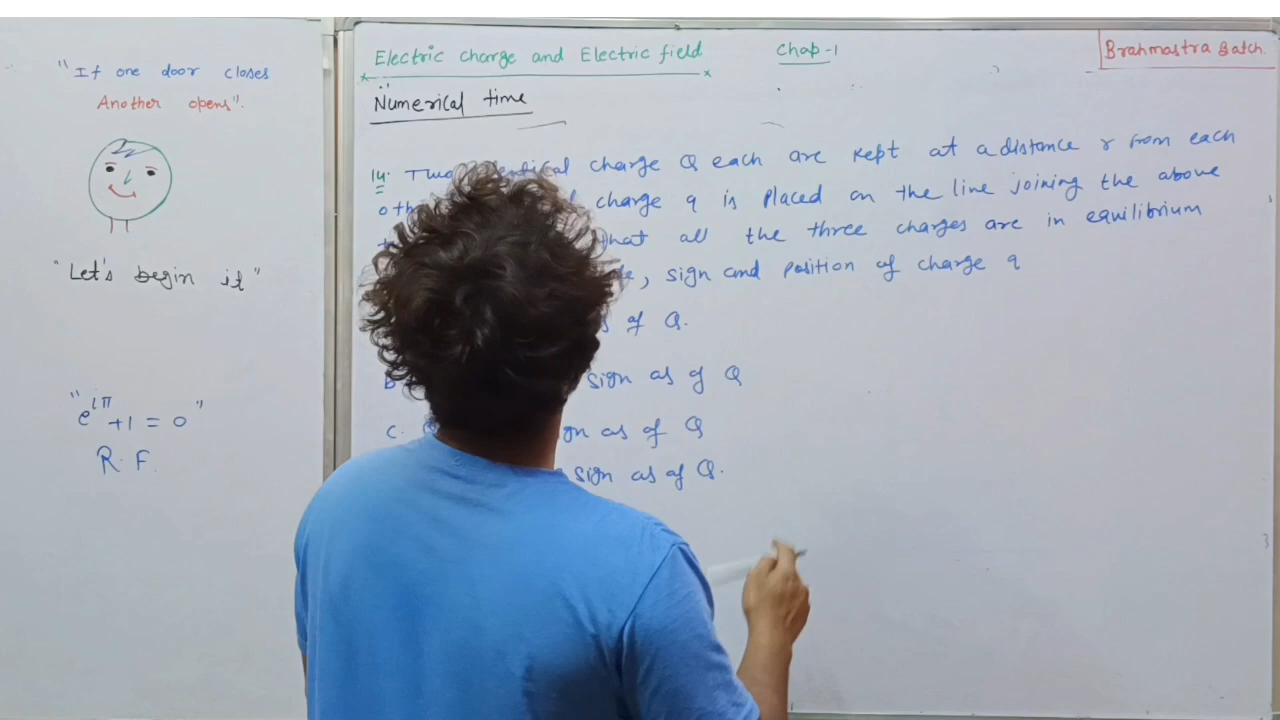 "If one door closes
Another opens".
"Let's begin it"
"e^iπ +1 = 0"
R. F.
Electric charge and Electric field
Chap-1
Brahmastra Batch.
Numerical time
14. Two charge Q each are kept at a distance r from each
charge q is placed on the line joining the above
that all the three charges are in equilibrium
sign and position of charge q
of Q.
b sign as of Q
c. as of Q
sign as of Q.